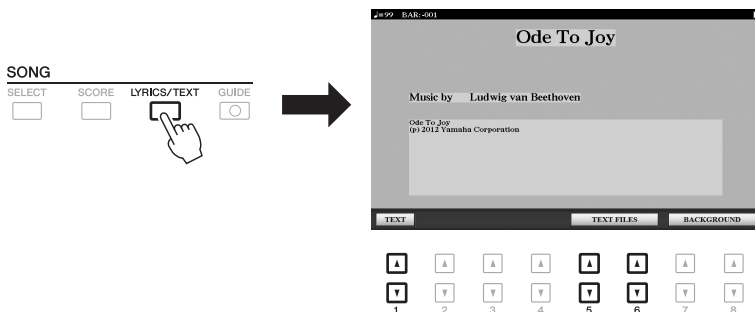 SONG
SELECT SCORE LYRICS/TEXT GUIDE
♩=99 BAR:-001
Ode To Joy
Music by Ludwig van Beethoven
Ode To Joy
(p) 2012 Yamaha Corporation
TEXT TEXT FILES BACKGROUND
1 2 3 4 5 6 7 8